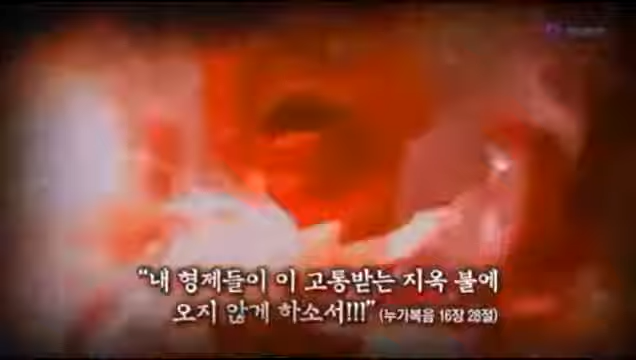 “내 형제들이 이 고통받는 지옥 불에
오지 않게 하소서!!!” (누가복음 16장 28절)